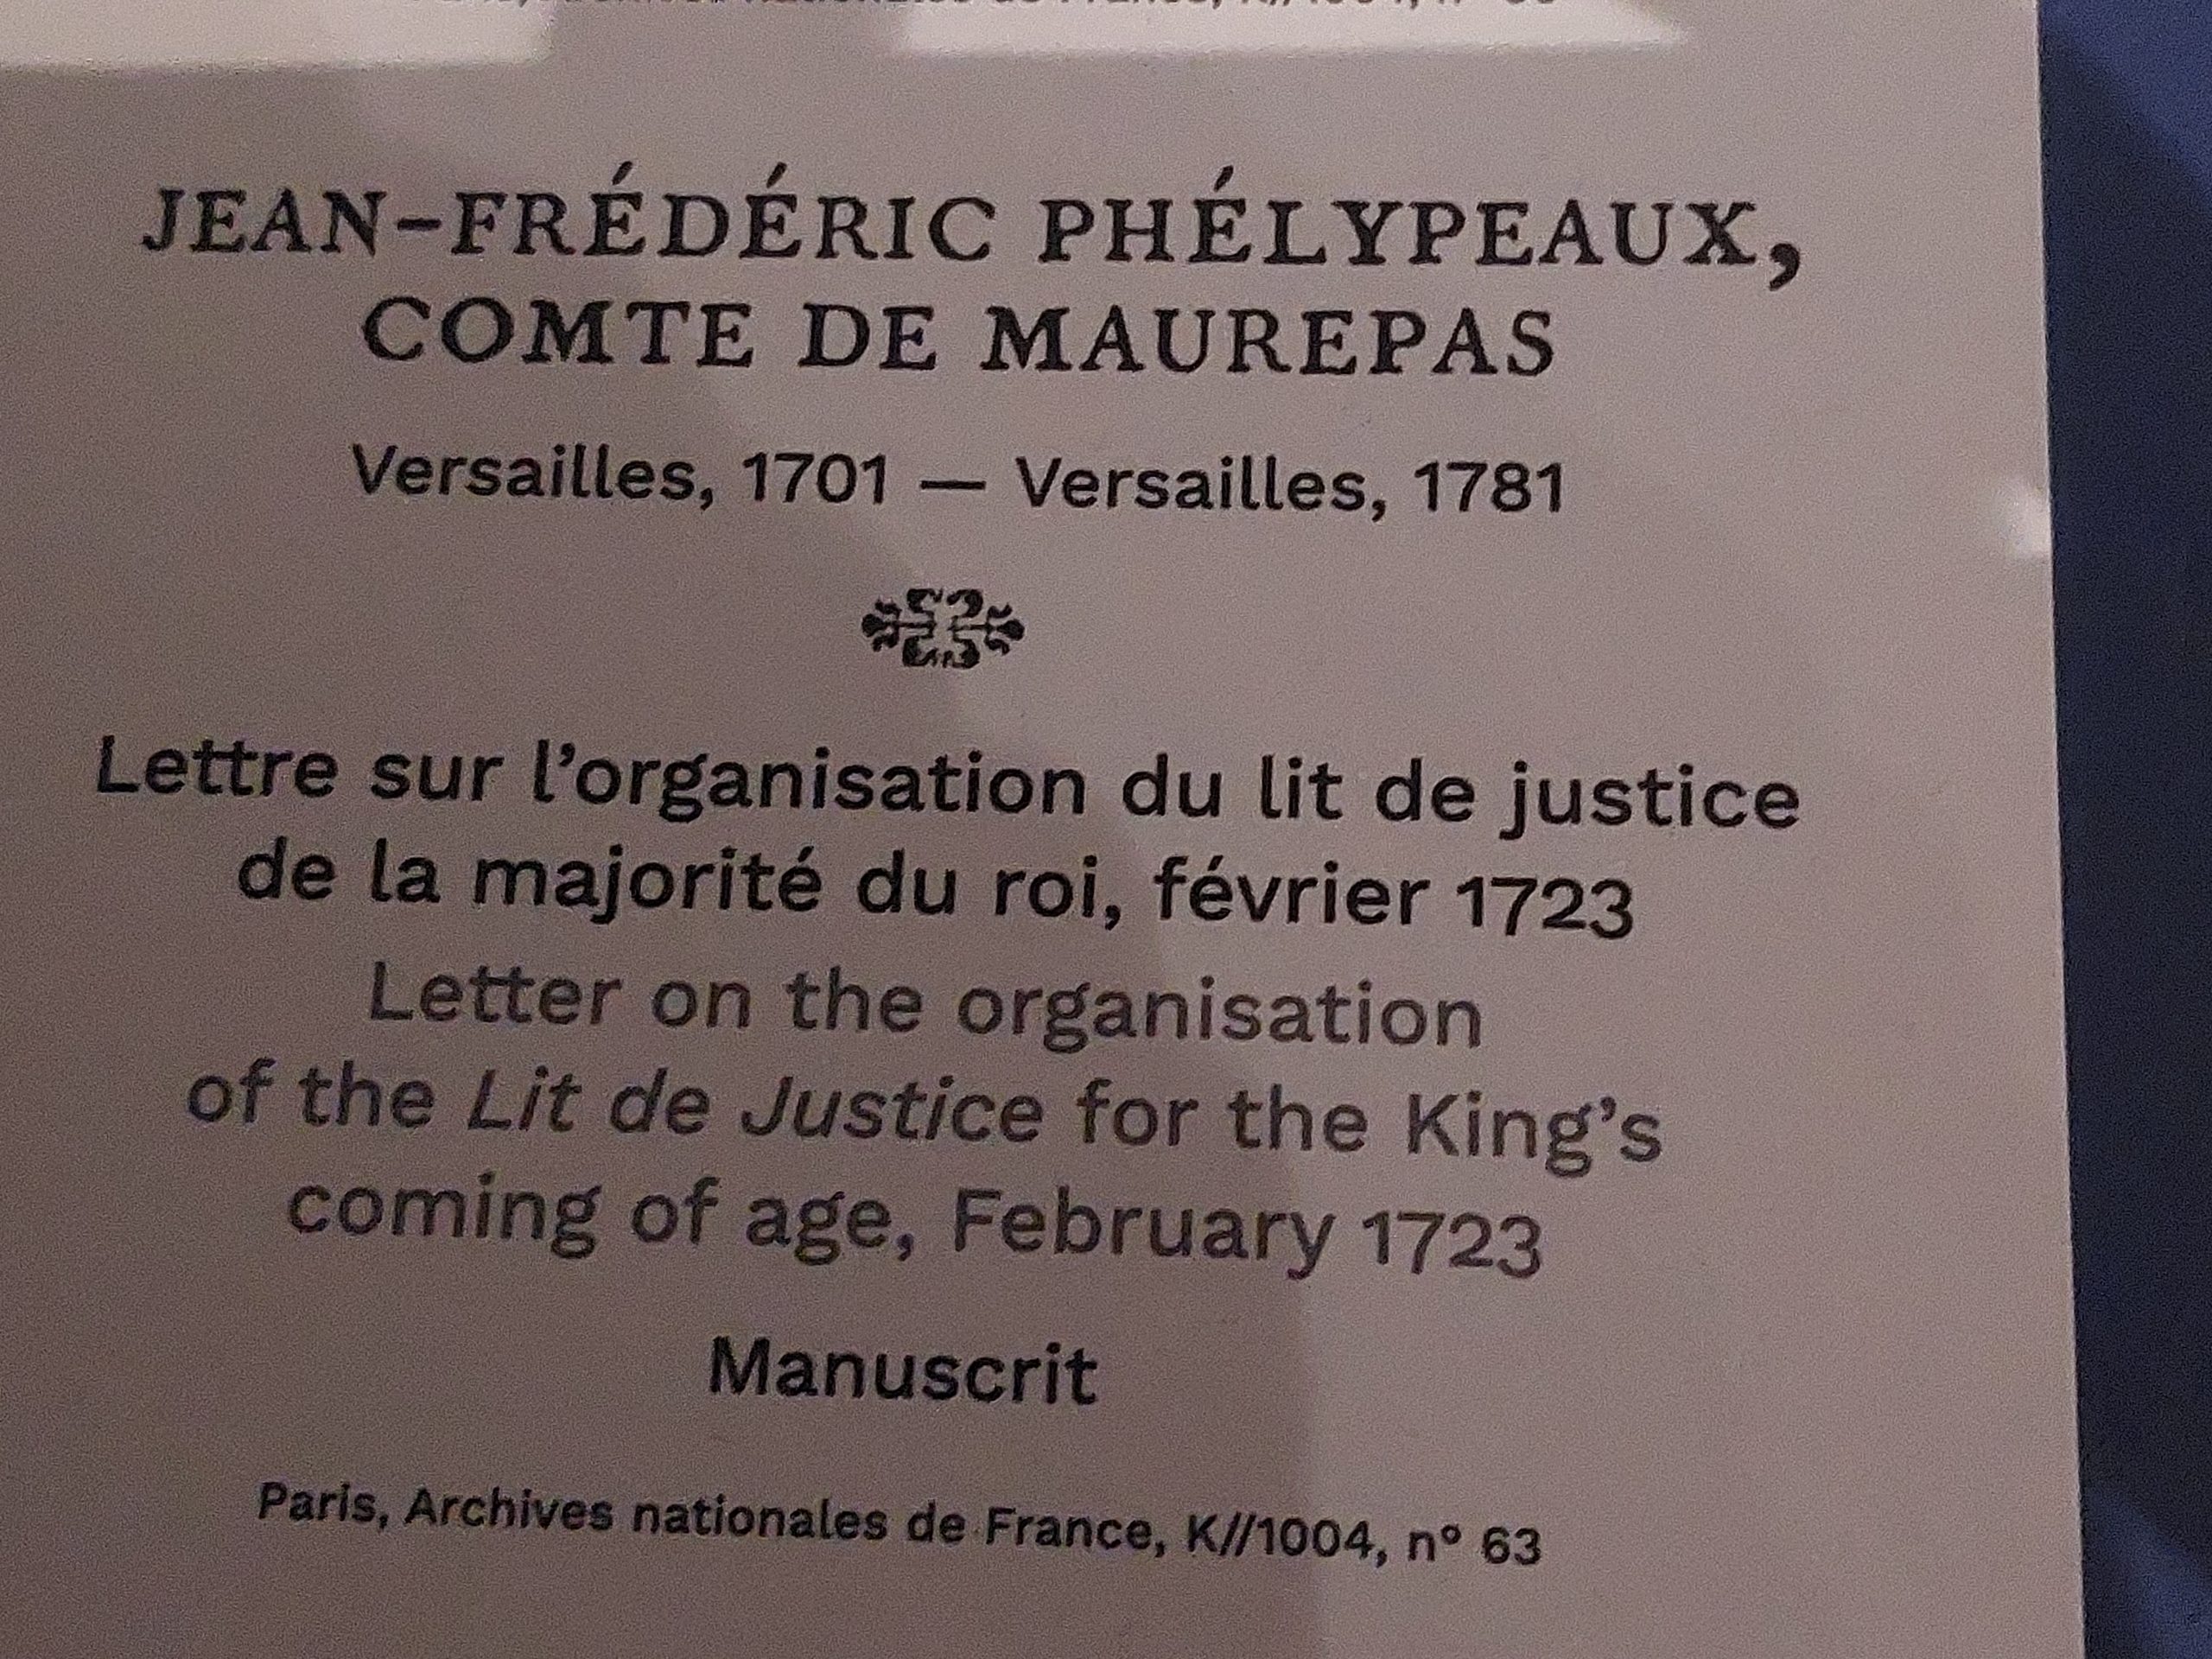 JEAN-FRÉDÉRIC PHÉLYPEAUX,
COMTE DE MAUREPAS
Versailles, 1701 — Versailles, 1781
Lettre sur l’organisation du lit de justice
de la majorité du roi, février 1723
Letter on the organisation
of the Lit de Justice for the King’s
coming of age, February 1723
Manuscrit
Paris, Archives nationales de France, K//1004, nº 63